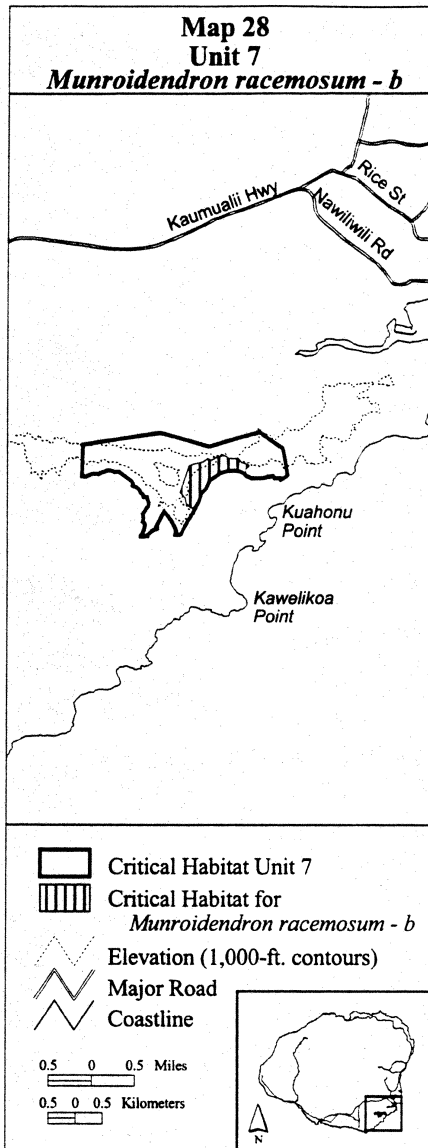 Map 28
Unit 7
Munroidendron racemosum - b
Kaumualii Hwy
Rice St
Nawiliwili Rd
Kuahonu
Point
Kawelikoa
Point
Critical Habitat Unit 7
Critical Habitat for
Munroidendron racemosum - b
Elevation (1,000-ft. contours)
Major Road
Coastline
0.5 0 0.5 Miles
0.5 0 0.5 Kilometers
N